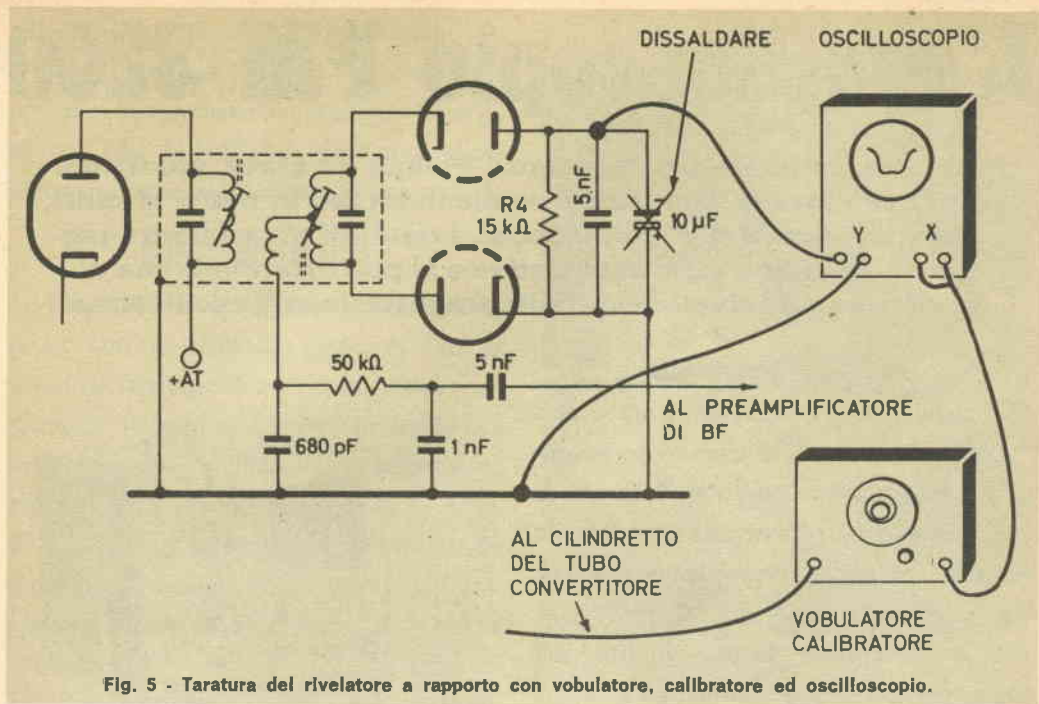 DISSALDARE
OSCILLOSCOPIO
R4
15 kΩ
5 nF
10 µF
+
Y
X
+AT
50 kΩ
5 nF
680 pF
1 nF
AL PREAMPLIFICATORE
DI BF
AL CILINDRETTO
DEL TUBO
CONVERTITORE
VOBULATORE
CALIBRATORE
Fig. 5 - Taratura del rivelatore a rapporto con vobulatore, calibratore ed oscilloscopio.